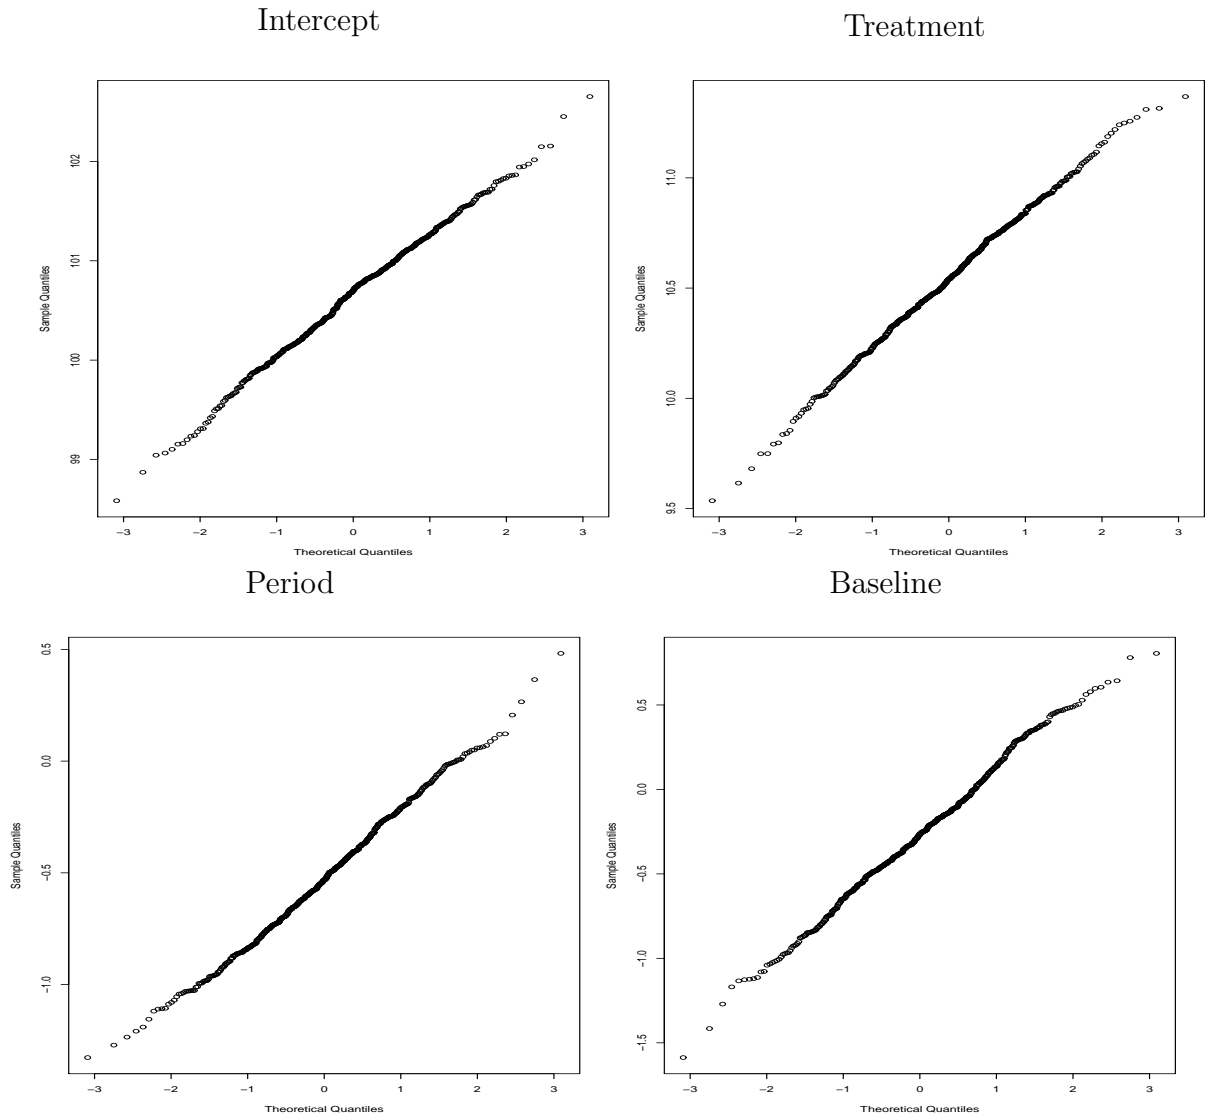 Intercept
Treatment
Sample Quantiles
102
101
100
99
−3 −2 −1 0 1 2 3
Theoretical Quantiles
Sample Quantiles
11.0
10.5
10.0
9.5
−3 −2 −1 0 1 2 3
Theoretical Quantiles
Period
Baseline
Sample Quantiles
0.5
0.0
−0.5
−1.0
−3 −2 −1 0 1 2 3
Theoretical Quantiles
Sample Quantiles
0.5
0.0
−0.5
−1.0
−1.5
−3 −2 −1 0 1 2 3
Theoretical Quantiles